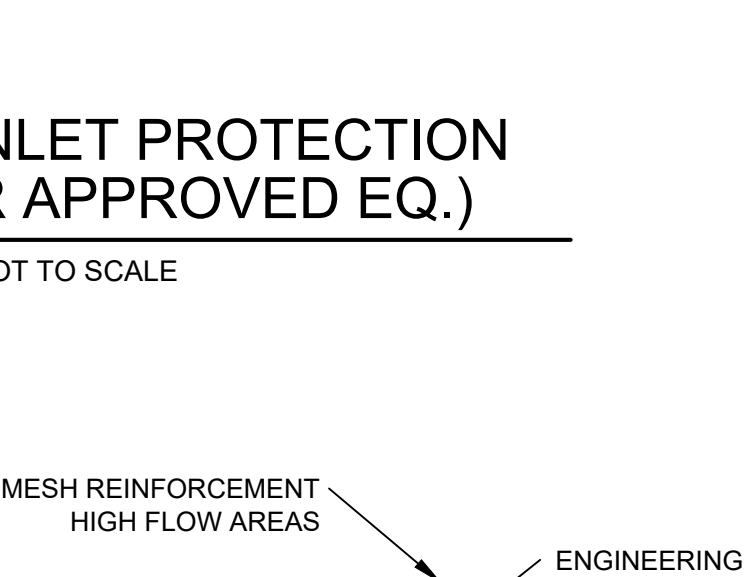 NLET PROTECTION
R APPROVED EQ.)
OT TO SCALE
MESH REINFORCEMENT
HIGH FLOW AREAS
ENGINEERING